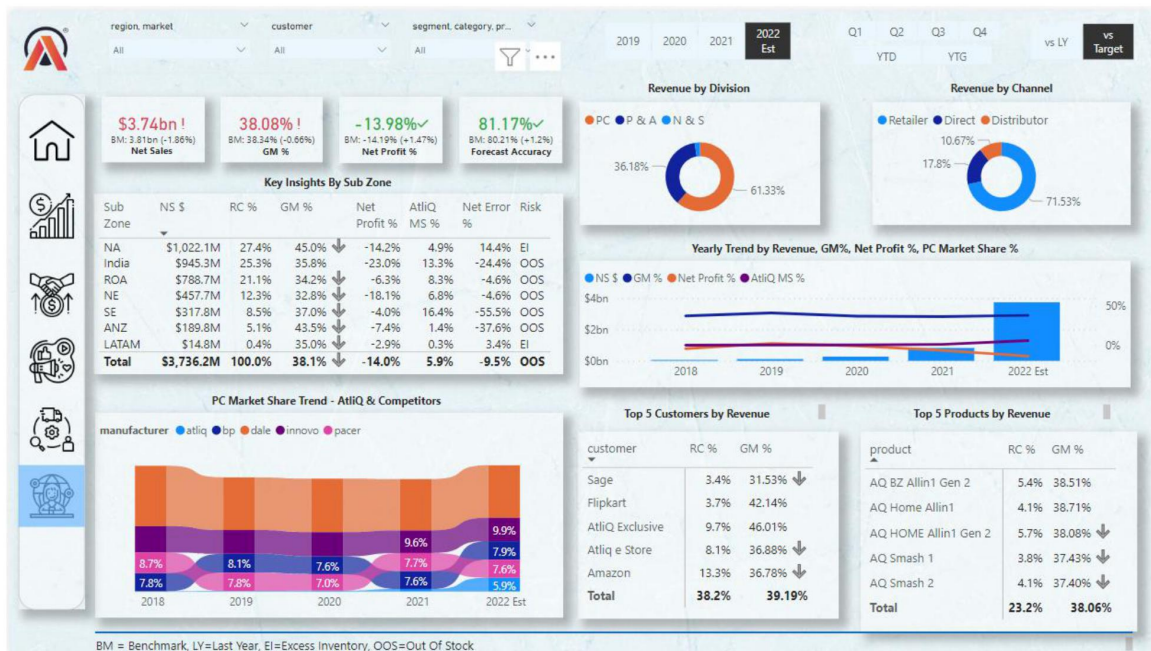 region, market
customer
segment, category, pr...
All
All
All
2019 2020 2021 2022 Est
Q1 Q2 Q3 Q4
YTD YTG
vs LY
vs Target
$3.74bn !
BM: 3.81bn (-1.86%)
Net Sales
38.08% !
BM: 38.34% (-0.66%)
GM %
-13.98%✓
BM: -14.19% (+1.47%)
Net Profit %
81.17%✓
BM: 80.21% (+1.2%)
Forecast Accuracy
Revenue by Division
PC P & A N & S
36.18%
61.33%
Revenue by Channel
Retailer Direct Distributor
10.67%
17.8%
71.53%
Key Insights By Sub Zone
Sub Zone NS $ RC % GM % Net Profit % AtliQ MS % Net Error % Risk
NA $1,022.1M 27.4% 45.0% -14.2% 4.9% 14.4% EI
India $945.3M 25.3% 35.8% -23.0% 13.3% -24.4% OOS
ROA $788.7M 21.1% 34.2% -6.3% 8.3% -4.6% OOS
NE $457.7M 12.3% 32.8% -18.1% 6.8% -4.6% OOS
SE $317.8M 8.5% 37.0% -4.0% 16.4% -55.5% OOS
ANZ $189.8M 5.1% 43.5% -7.4% 1.4% -37.6% OOS
LATAM $14.8M 0.4% 35.0% -2.9% 0.3% 3.4% EI
Total $3,736.2M 100.0% 38.1% -14.0% 5.9% -9.5% OOS
Yearly Trend by Revenue, GM%, Net Profit %, PC Market Share %
NS $ GM % Net Profit % AtliQ MS %
$4bn
50%
$2bn
0%
$0bn
2018 2019 2020 2021 2022 Est
PC Market Share Trend - AtliQ & Competitors
manufacturer atliq bp dale innovo pacer
9.9%
9.6%
7.9%
8.7% 8.1% 7.6% 7.7% 7.6%
7.8% 7.8% 7.0% 7.6% 5.9%
2018 2019 2020 2021 2022 Est
Top 5 Customers by Revenue
customer RC % GM %
Sage 3.4% 31.53%
Flipkart 3.7% 42.14%
AtliQ Exclusive 9.7% 46.01%
Atliq e Store 8.1% 36.88%
Amazon 13.3% 36.78%
Total 38.2% 39.19%
Top 5 Products by Revenue
product RC % GM %
AQ BZ Allin1 Gen 2 5.4% 38.51%
AQ Home Allin1 4.1% 38.71%
AQ HOME Allin1 Gen 2 5.7% 38.08%
AQ Smash 1 3.8% 37.43%
AQ Smash 2 4.1% 37.40%
Total 23.2% 38.06%
BM = Benchmark, LY=Last Year, EI=Excess Inventory, OOS=Out Of Stock